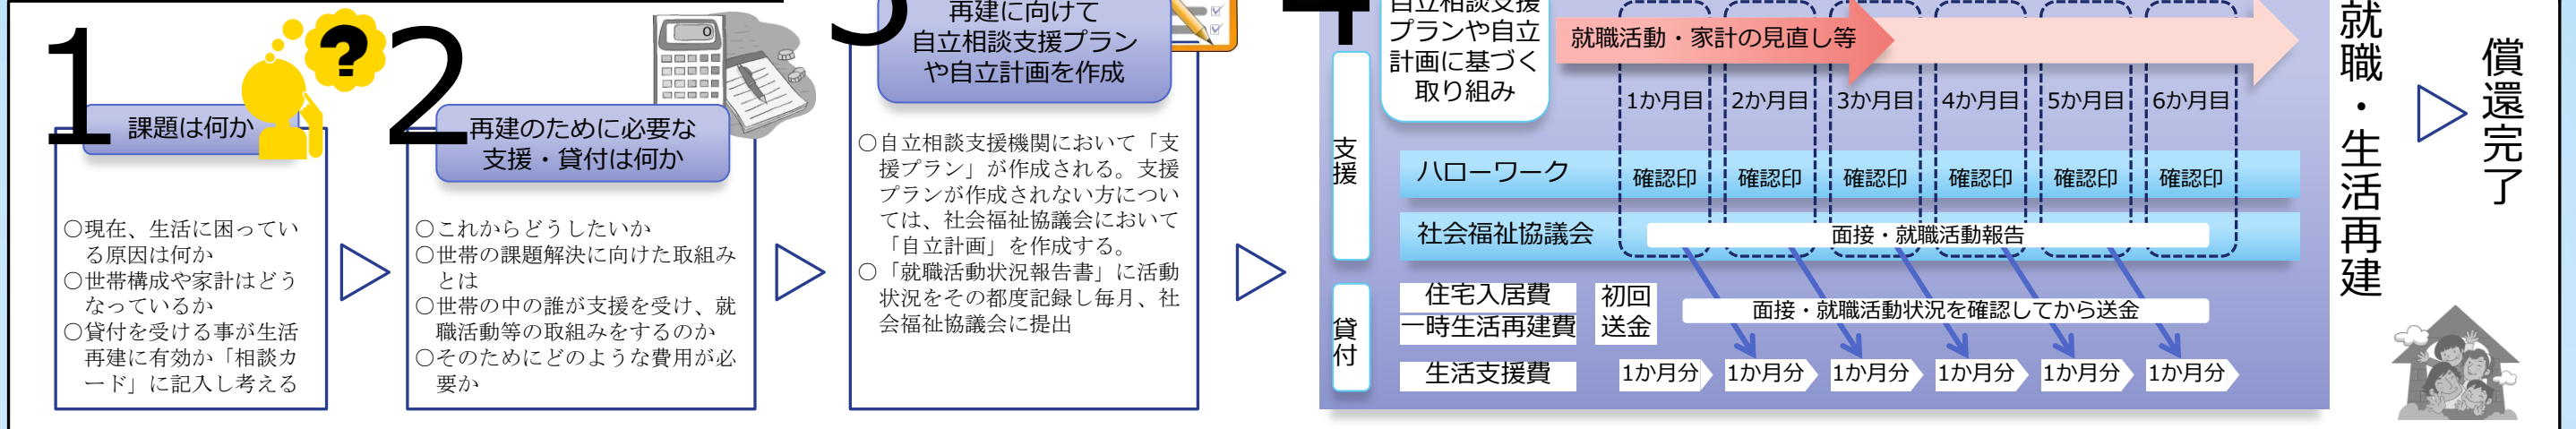 1
課題は何か
○現在、生活に困ってい
る原因は何か
○世帯構成や家計はどう
なっているか
○貸付を受ける事が生活
再建に有効か「相談カ
ード」に記入し考える
2
再建のために必要な
支援・貸付は何か
○これからどうしたいか
○世帯の課題解決に向けた取組み
とは
○世帯の中の誰が支援を受け、就
職活動等の取組みをするのか
○そのためにどのような費用が必
要か
再建に向けて
自立相談支援プラン
や自立計画を作成
○自立相談支援機関において「支
援プラン」が作成される。支援
プランが作成されない方につい
ては、社会福祉協議会において
「自立計画」を作成する。
○「就職活動状況報告書」に活動
状況をその都度記録し毎月、社
会福祉協議会に提出
自立相談支援
プランや自立
計画に基づく
取り組み
就職活動・家計の見直し等
1か月目 2か月目 3か月目 4か月目 5か月目 6か月目
支援
ハローワーク 確認印 確認印 確認印 確認印 確認印 確認印
社会福祉協議会 面接・就職活動報告
貸付
住宅入居費
一時生活再建費
初回
送金
面接・就職活動状況を確認してから送金
生活支援費 1か月分 1か月分 1か月分 1か月分 1か月分 1か月分
就職・生活再建
償還完了